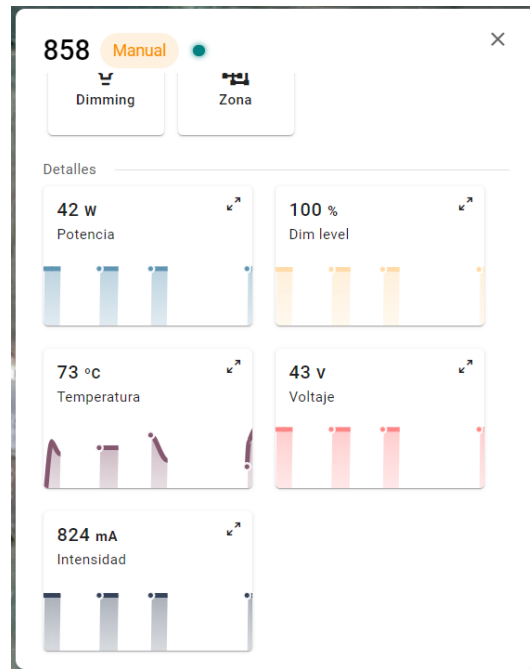 858 Manual
Dimming
Zona
Detalles
42 W
Potencia
100 %
Dim level
73 ºC
Temperatura
43 V
Voltaje
824 mA
Intensidad